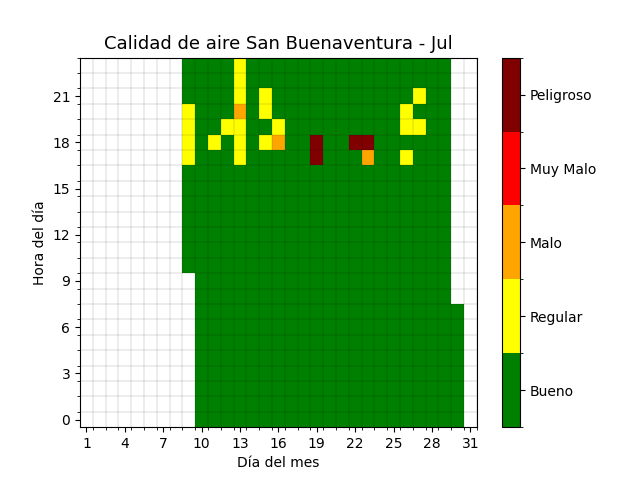 Calidad de aire San Buenaventura - Jul
Hora del día
21
18
15
12
9
6
3
0
1 4 7 10 13 16 19 22 25 28 31
Día del mes
Peligroso
Muy Malo
Malo
Regular
Bueno